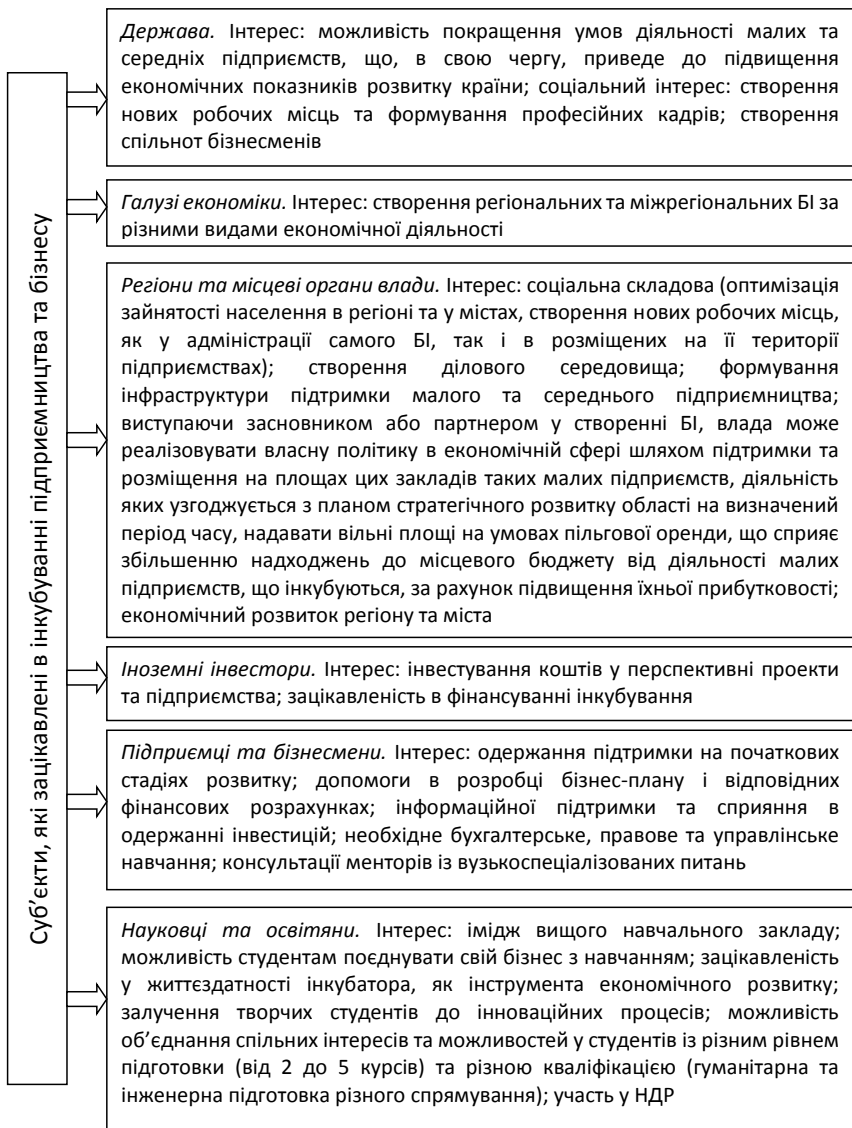 Суб’єкти, які зацікавлені в інкубуванні підприємництва та бізнесу
Держава. Інтерес: можливість покращення умов діяльності малих та
середніх підприємств, що, в свою чергу, приведе до підвищення
економічних показників розвитку країни; соціальний інтерес: створення
нових робочих місць та формування професійних кадрів; створення
спільнот бізнесменів
Галузі економіки. Інтерес: створення регіональних та міжрегіональних БІ за
різними видами економічної діяльності
Регіони та місцеві органи влади. Інтерес: соціальна складова (оптимізація
зайнятості населення в регіоні та у містах, створення нових робочих місць,
як у адміністрації самого БІ, так і в розміщених на її території
підприємствах); створення ділового середовища; формування
інфраструктури підтримки малого та середнього підприємництва;
виступаючи засновником або партнером у створенні БІ, влада може
реалізовувати власну політику в економічній сфері шляхом підтримки та
розміщення на площах цих закладів таких малих підприємств, діяльність
яких узгоджується з планом стратегічного розвитку області на визначений
період часу, надавати вільні площі на умовах пільгової оренди, що сприяє
збільшенню надходжень до місцевого бюджету від діяльності малих
підприємств, що інкубуються, за рахунок підвищення їхньої прибутковості;
економічний розвиток регіону та міста
Іноземні інвестори. Інтерес: інвестування коштів у перспективні проекти
та підприємства; зацікавленість в фінансуванні інкубування
Підприємці та бізнесмени. Інтерес: одержання підтримки на початкових
стадіях розвитку; допомоги в розробці бізнес-плану і відповідних
фінансових розрахунках; інформаційної підтримки та сприяння в
одержанні інвестицій; необхідне бухгалтерське, правове та управлінське
навчання; консультації менторів із вузькоспеціалізованих питань
Науковці та освітяни. Інтерес: імідж вищого навчального закладу;
можливість студентам поєднувати свій бізнес з навчанням; зацікавленість
у життєздатності інкубатора, як інструмента економічного розвитку;
залучення творчих студентів до інноваційних процесів; можливість
об’єднання спільних інтересів та можливостей у студентів із різним рівнем
підготовки (від 2 до 5 курсів) та різною кваліфікацією (гуманітарна та
інженерна підготовка різного спрямування); участь у НДР